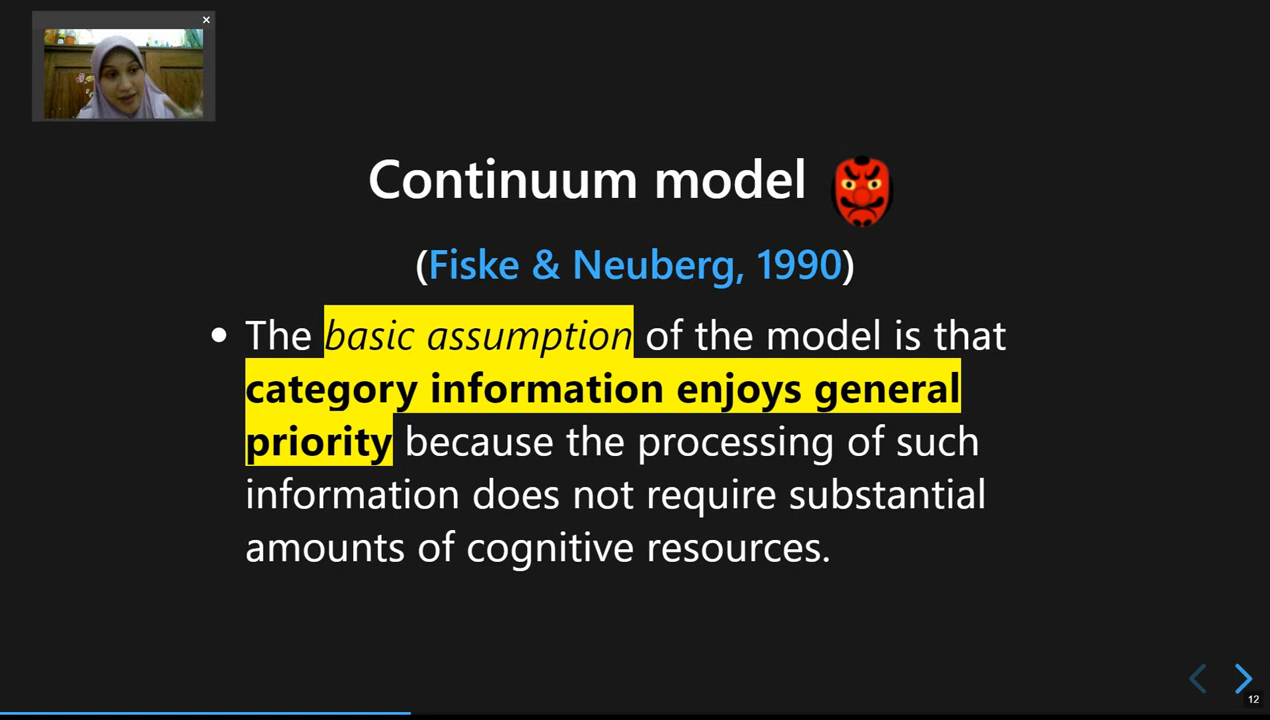 Continuum model
(Fiske & Neuberg, 1990)
• The basic assumption of the model is that
category information enjoys general
priority because the processing of such
information does not require substantial
amounts of cognitive resources.
12